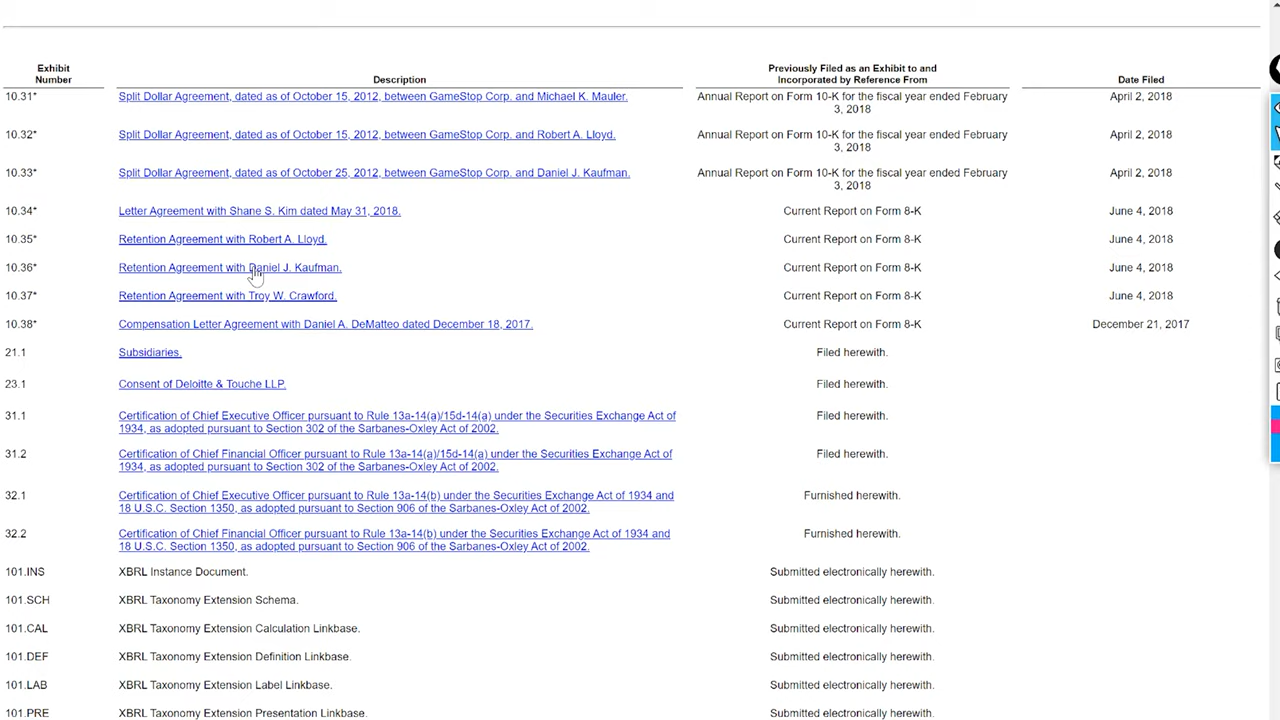 Exhibit Number Description Previously Filed as an Exhibit to and Incorporated by Reference From Date Filed
10.31* Split Dollar Agreement, dated as of October 15, 2012, between GameStop Corp. and Michael K. Mauler. Annual Report on Form 10-K for the fiscal year ended February 3, 2018 April 2, 2018
10.32* Split Dollar Agreement, dated as of October 15, 2012, between GameStop Corp. and Robert A. Lloyd. Annual Report on Form 10-K for the fiscal year ended February 3, 2018 April 2, 2018
10.33* Split Dollar Agreement, dated as of October 25, 2012, between GameStop Corp. and Daniel J. Kaufman. Annual Report on Form 10-K for the fiscal year ended February 3, 2018 April 2, 2018
10.34* Letter Agreement with Shane S. Kim dated May 31, 2018. Current Report on Form 8-K June 4, 2018
10.35* Retention Agreement with Robert A. Lloyd. Current Report on Form 8-K June 4, 2018
10.36* Retention Agreement with Daniel J. Kaufman. Current Report on Form 8-K June 4, 2018
10.37* Retention Agreement with Troy W. Crawford. Current Report on Form 8-K June 4, 2018
10.38* Compensation Letter Agreement with Daniel A. DeMatteo dated December 18, 2017. Current Report on Form 8-K December 21, 2017
21.1 Subsidiaries. Filed herewith.
23.1 Consent of Deloitte & Touche LLP. Filed herewith.
31.1 Certification of Chief Executive Officer pursuant to Rule 13a-14(a)/15d-14(a) under the Securities Exchange Act of Filed herewith.
1934, as adopted pursuant to Section 302 of the Sarbanes-Oxley Act of 2002.
31.2 Certification of Chief Financial Officer pursuant to Rule 13a-14(a)/15d-14(a) under the Securities Exchange Act of Filed herewith.
1934, as adopted pursuant to Section 302 of the Sarbanes-Oxley Act of 2002.
32.1 Certification of Chief Executive Officer pursuant to Rule 13a-14(b) under the Securities Exchange Act of 1934 and Furnished herewith.
18 U.S.C. Section 1350, as adopted pursuant to Section 906 of the Sarbanes-Oxley Act of 2002.
32.2 Certification of Chief Financial Officer pursuant to Rule 13a-14(b) under the Securities Exchange Act of 1934 and Furnished herewith.
18 U.S.C. Section 1350, as adopted pursuant to Section 906 of the Sarbanes-Oxley Act of 2002.
101.INS XBRL Instance Document. Submitted electronically herewith.
101.SCH XBRL Taxonomy Extension Schema. Submitted electronically herewith.
101.CAL XBRL Taxonomy Extension Calculation Linkbase. Submitted electronically herewith.
101.DEF XBRL Taxonomy Extension Definition Linkbase. Submitted electronically herewith.
101.LAB XBRL Taxonomy Extension Label Linkbase. Submitted electronically herewith.
101.PRE XBRL Taxonomy Extension Presentation Linkbase. Submitted electronically herewith.